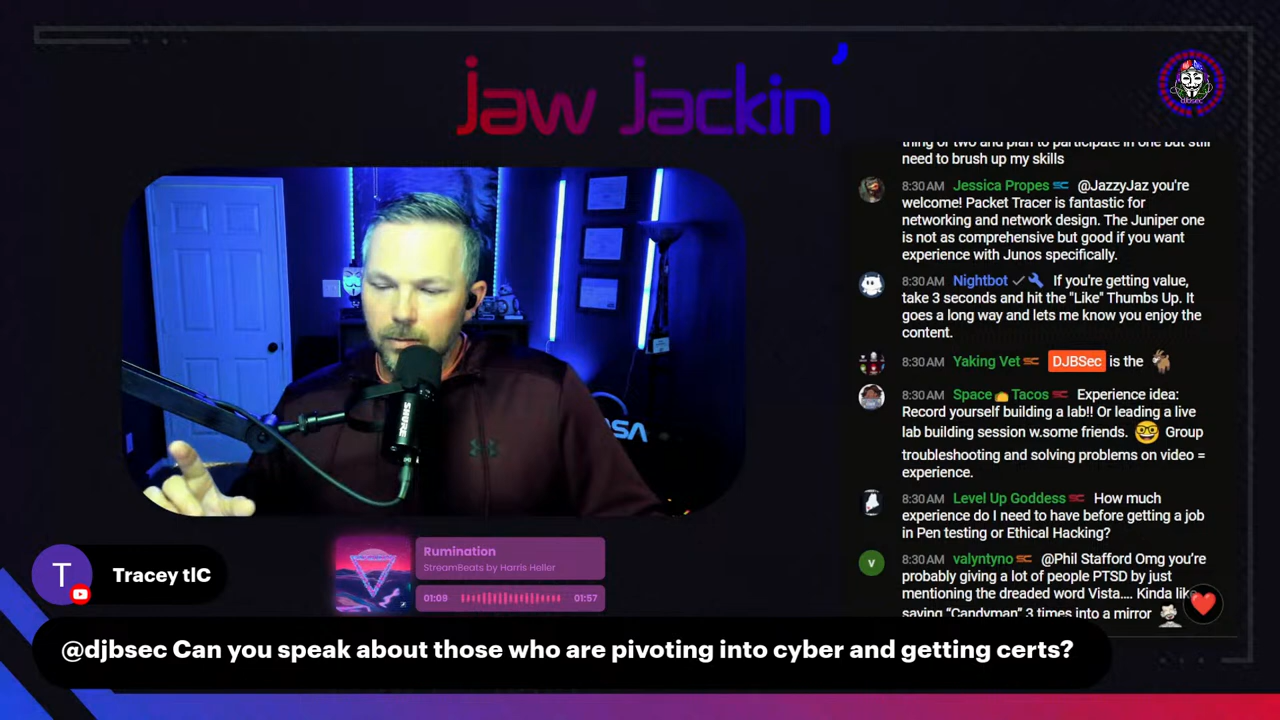 jaw jackin'
thing or two and plan to participate in one but still
need to brush up my skills
8:30 AM Jessica Propes @JazzyJaz you're
welcome! Packet Tracer is fantastic for
networking and network design. The Juniper one
is not as comprehensive but good if you want
experience with Junos specifically.
8:30 AM Nightbot If you're getting value,
take 3 seconds and hit the "Like" Thumbs Up. It
goes a long way and lets me know you enjoy the
content.
8:30 AM Yaking Vet DJBSec is the
8:30 AM Space Tacos Experience idea:
Record yourself building a lab!! Or leading a live
lab building session w.some friends. Group
troubleshooting and solving problems on video =
experience.
8:30 AM Level Up Goddess How much
experience do I need to have before getting a job
in Pen testing or Ethical Hacking?
V 8:30 AM valyntyno @Phil Stafford Omg you're
probably giving a lot of people PTSD by just
mentioning the dreaded word Vista.... Kinda like
saying "Candyman" 3 times into a mirror
SHURE
Rumination
StreamBeats by Harris Heller
01:09 01:57
T Tracey tlC
@djbsec Can you speak about those who are pivoting into cyber and getting certs?